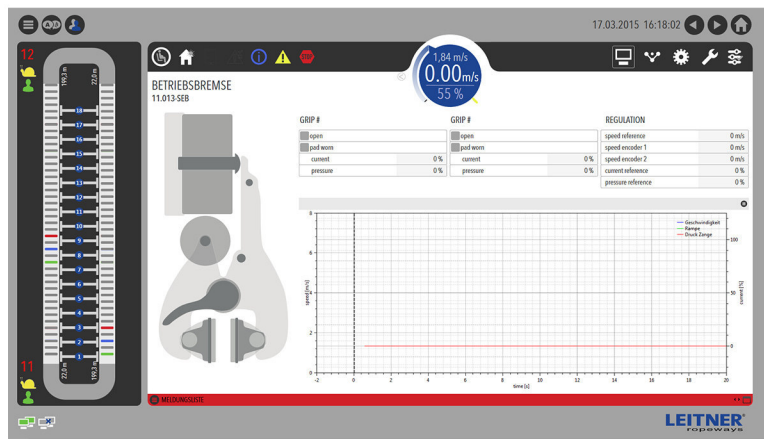 A/B
17.03.2015 16:18:02
12
199,3 m
22,0 m
18
17
16
15
14
13
12
11
10
9
8
7
6
5
4
3
2
1
11
22,0 m
199,3 m
STOP
1,84 m/s
0.00 m/s
55 %
BETRIEBSBREMSE
11.013-SEB
GRIP #
open
pad worn
current 0 %
pressure 0 %
GRIP #
open
pad worn
current 0 %
pressure 0 %
REGULATION
speed reference 0 m/s
speed encoder 1 0 m/s
speed encoder 2 0 m/s
current reference 0 %
pressure reference 0 %
Geschwindigkeit
Rampe
Druck Zange
speed [m/s]
8
6
4
2
0
100
50
0
current [%]
-2 0 2 4 6 8 10 12 14 16 18 20
time [s]
MELDUNGSLISTE
LEITNER
ropeways